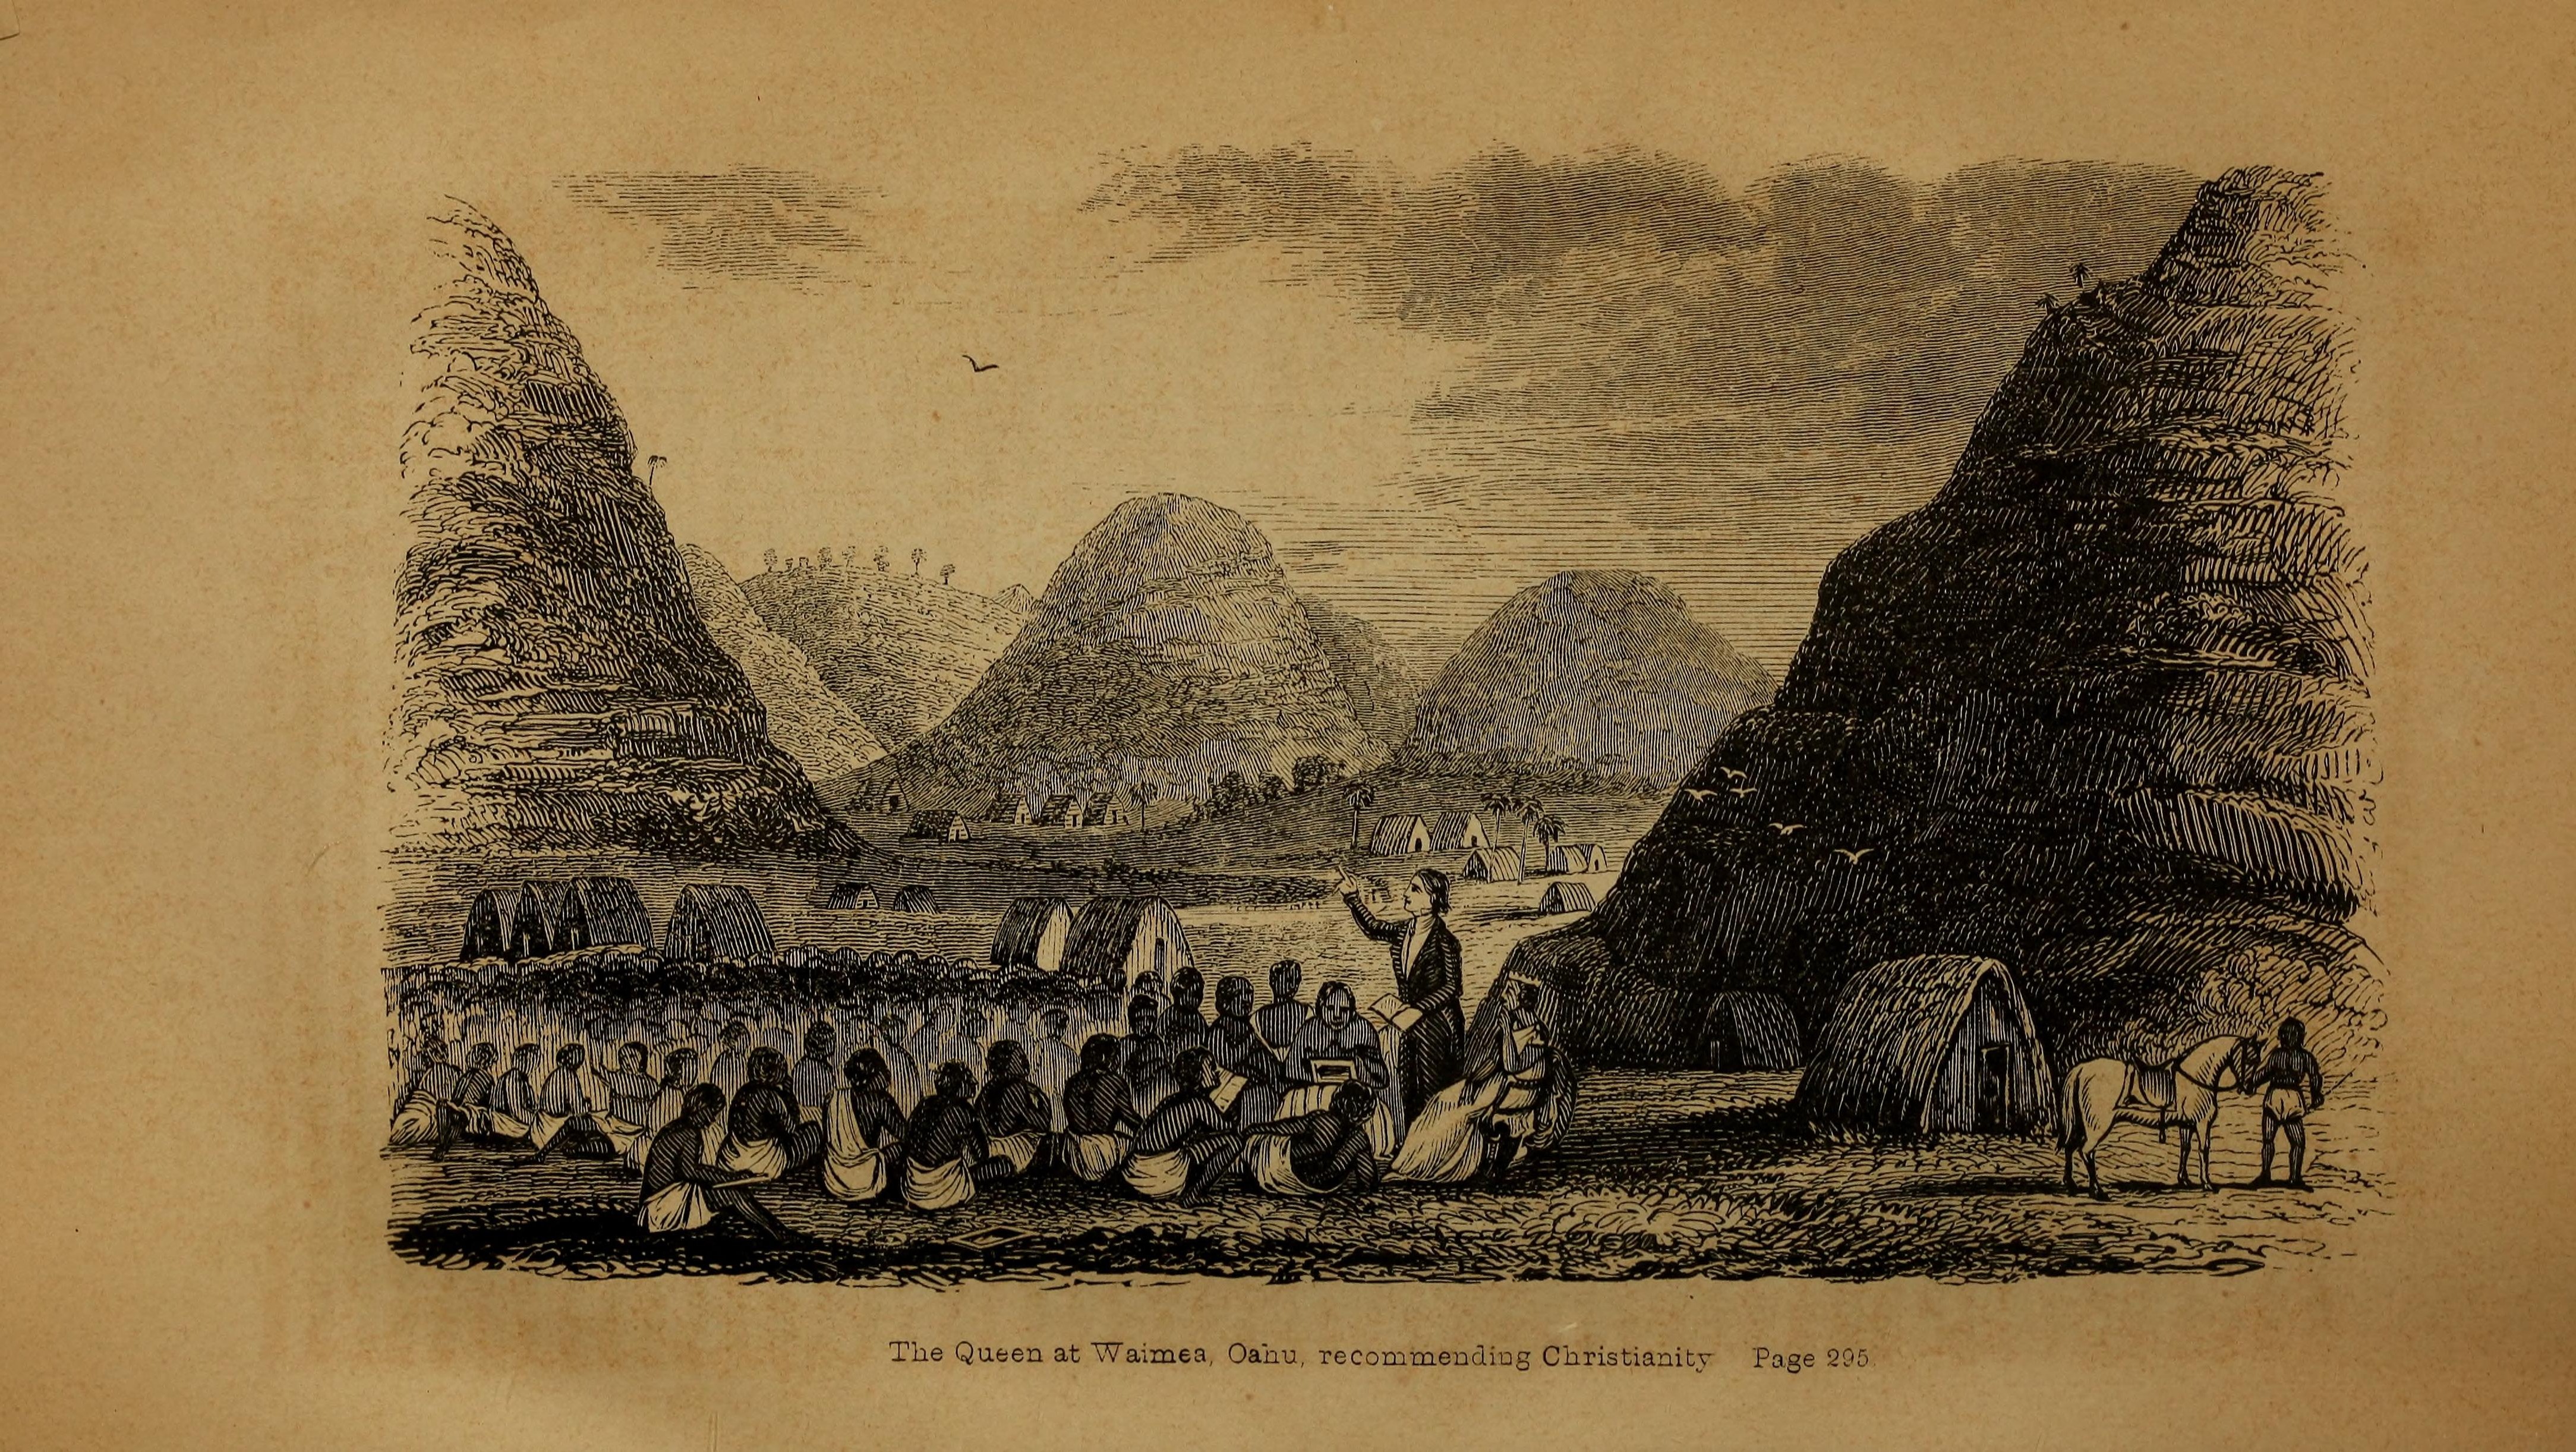 The Queen at Waimea, Oahu, recommending Christianity Page 295.